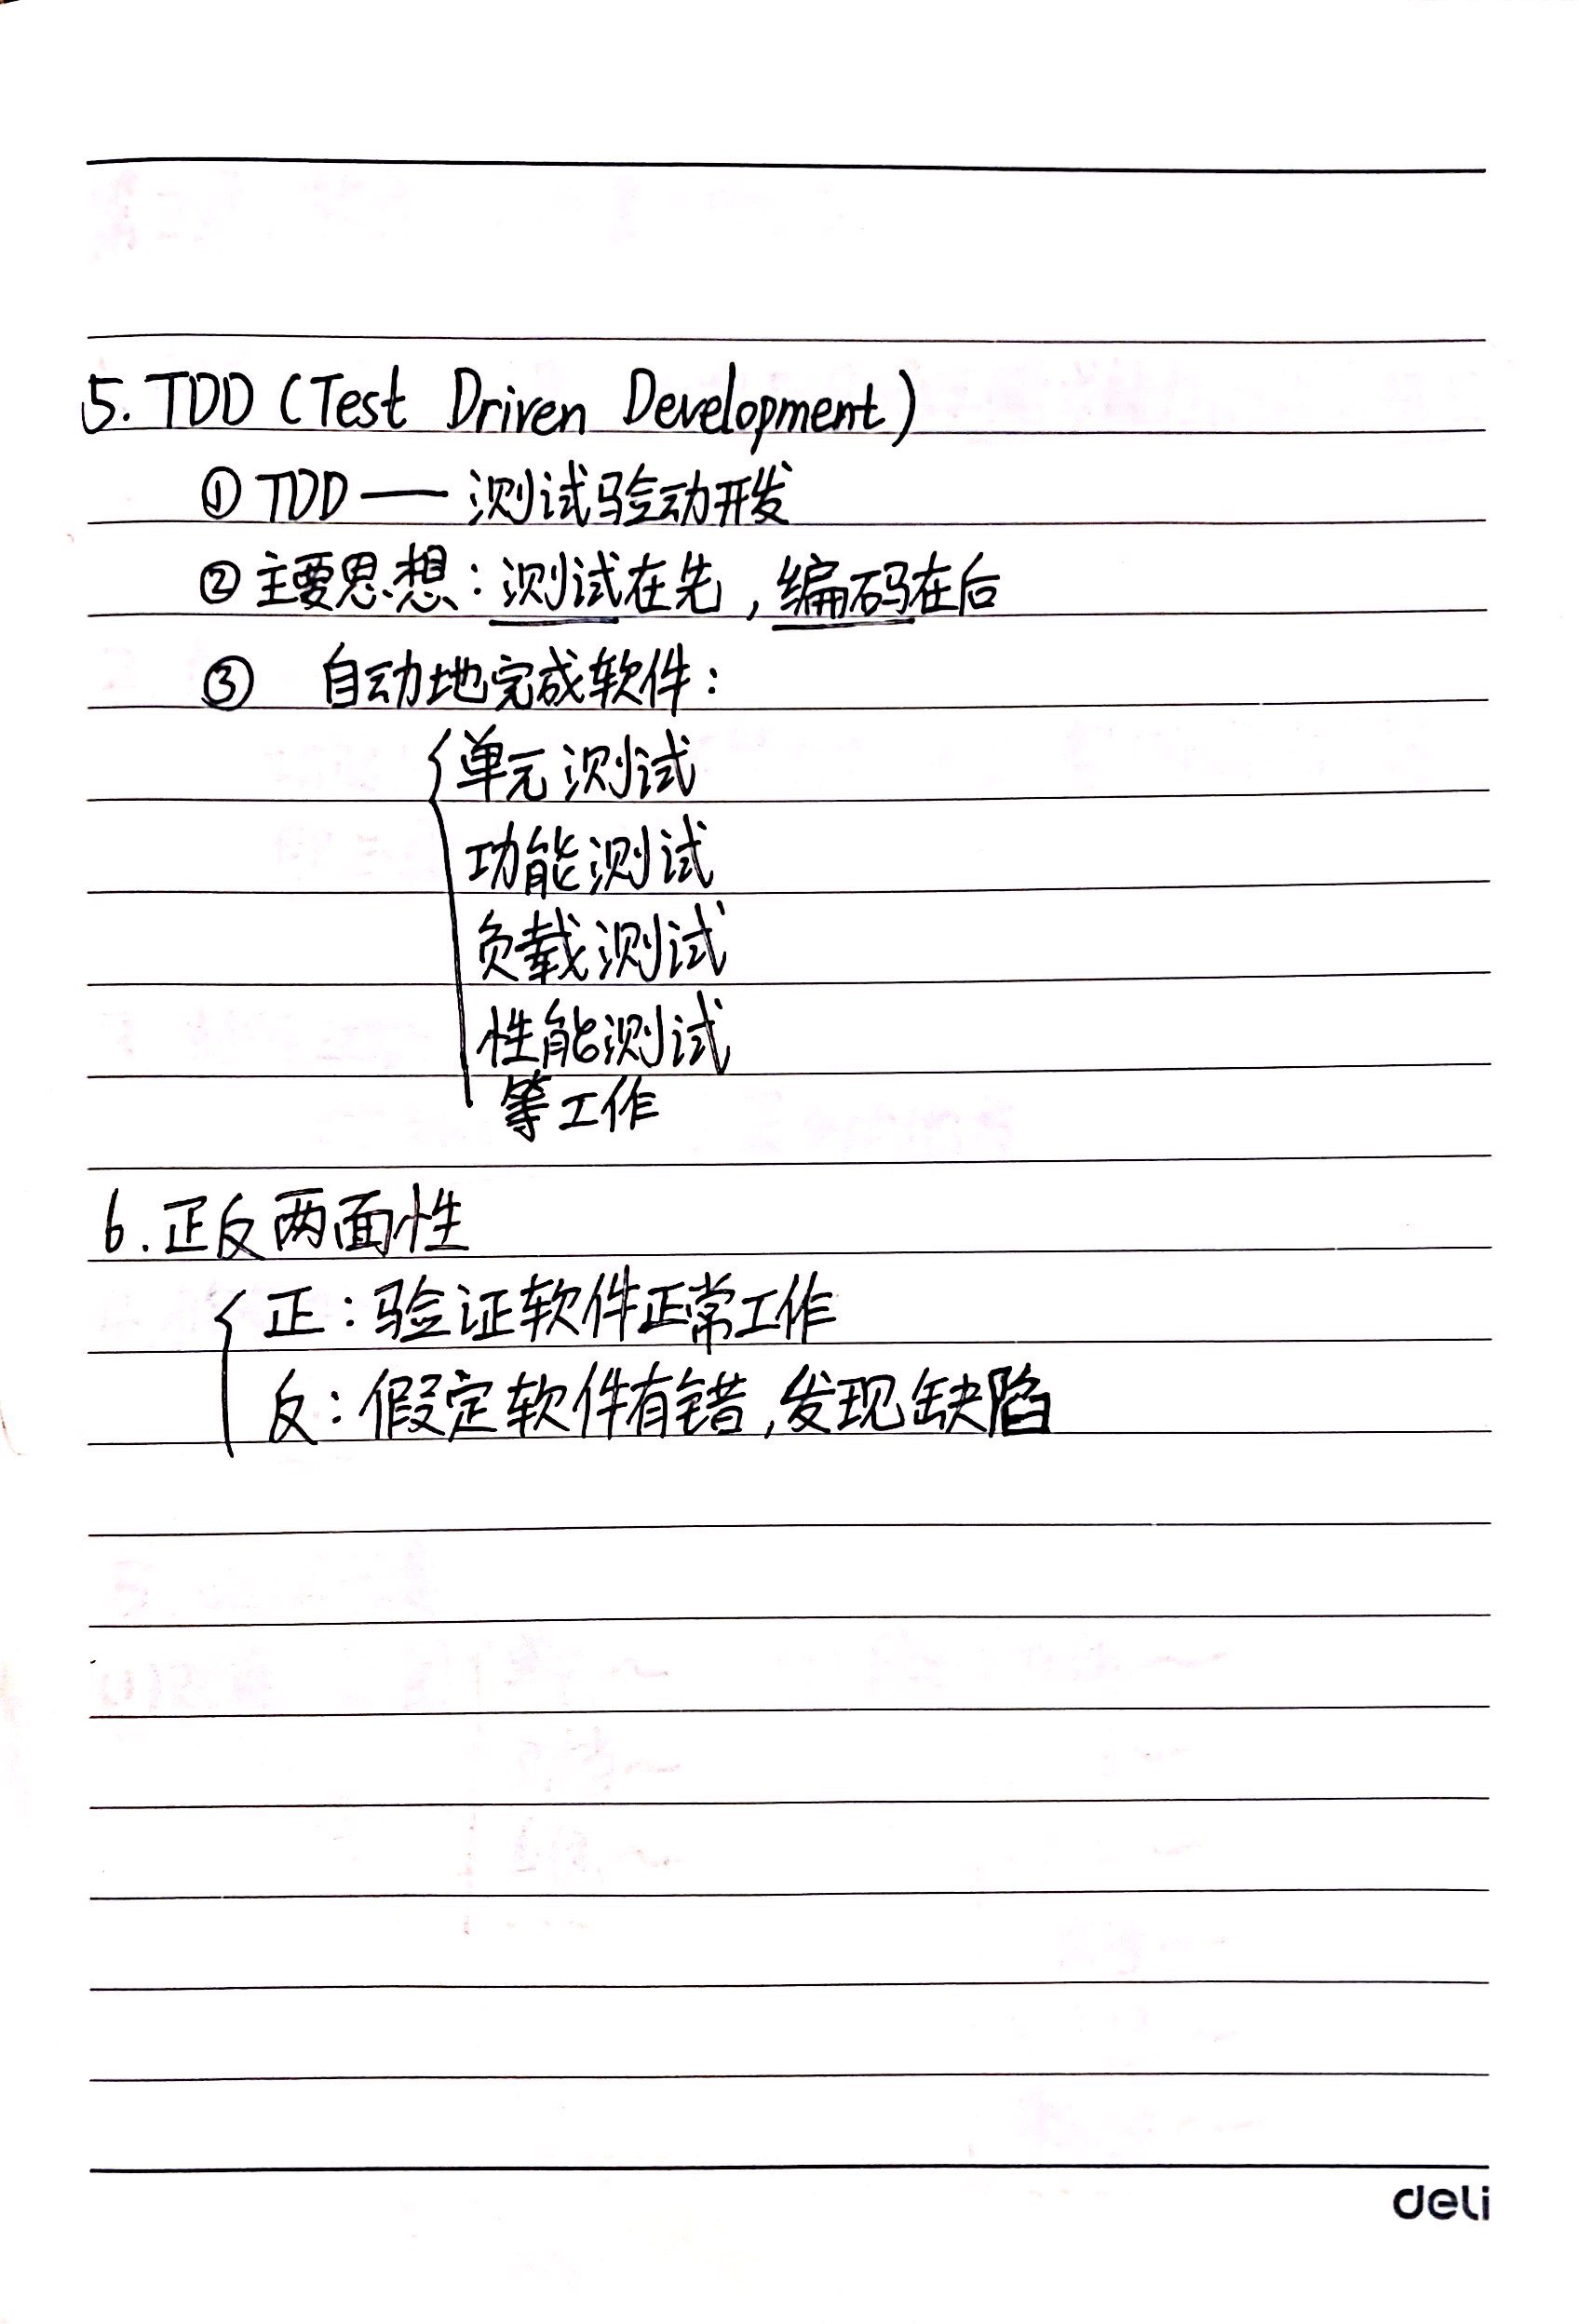 5. TDD (Test Driven Development)
① TDD —— 测试验动开发
② 主要思想：测试在先，编码在后
③ 自动地完成软件：
单元测试
功能测试
负载测试
性能测试
等工作
6. 正反两面性
正：验证软件正常工作
反：假定软件有错，发现缺陷
deli